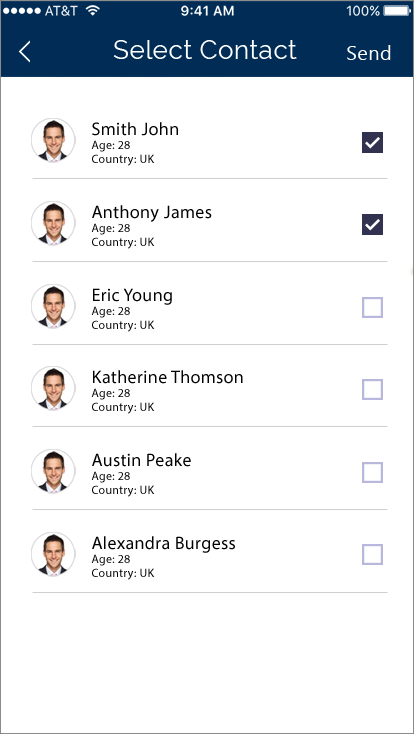 AT&T 9:41 AM 100%
Select Contact Send
Smith John
Age: 28
Country: UK
Anthony James
Age: 28
Country: UK
Eric Young
Age: 28
Country: UK
Katherine Thomson
Age: 28
Country: UK
Austin Peake
Age: 28
Country: UK
Alexandra Burgess
Age: 28
Country: UK